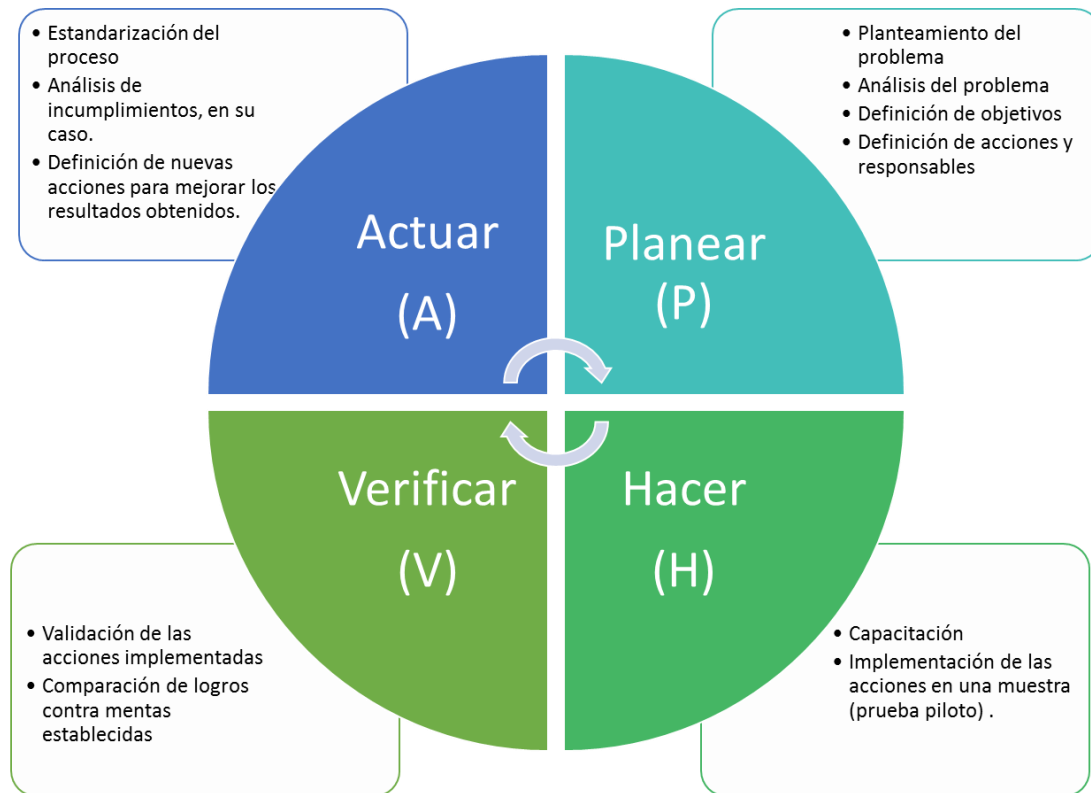 • Estandarización del
proceso
• Análisis de
incumplimientos, en su
caso.
• Definición de nuevas
acciones para mejorar los
resultados obtenidos.
• Planteamiento del
problema
• Análisis del problema
• Definición de objetivos
• Definición de acciones y
responsables
Actuar
(A)
Planear
(P)
Verificar
(V)
Hacer
(H)
• Validación de las
acciones implementadas
• Comparación de logros
contra mentas
establecidas
• Capacitación
• Implementación de las
acciones en una muestra
(prueba piloto) .